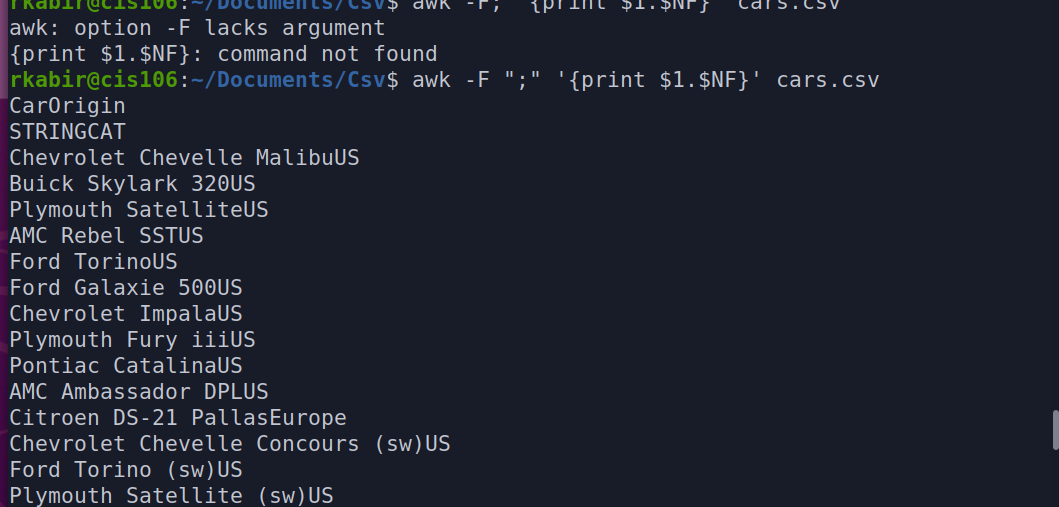 rkabir@cis106:~/Documents/Csv$ awk -F; '{print $1.$NF}' cars.csv
awk: option -F lacks argument
{print $1.$NF}: command not found
rkabir@cis106:~/Documents/Csv$ awk -F ";" '{print $1.$NF}' cars.csv
CarOrigin
STRINGCAT
Chevrolet Chevelle MalibuUS
Buick Skylark 320US
Plymouth SatelliteUS
AMC Rebel SSTUS
Ford TorinoUS
Ford Galaxie 500US
Chevrolet ImpalaUS
Plymouth Fury iiiUS
Pontiac CatalinaUS
AMC Ambassador DPLUS
Citroen DS-21 PallasEurope
Chevrolet Chevelle Concours (sw)US
Ford Torino (sw)US
Plymouth Satellite (sw)US